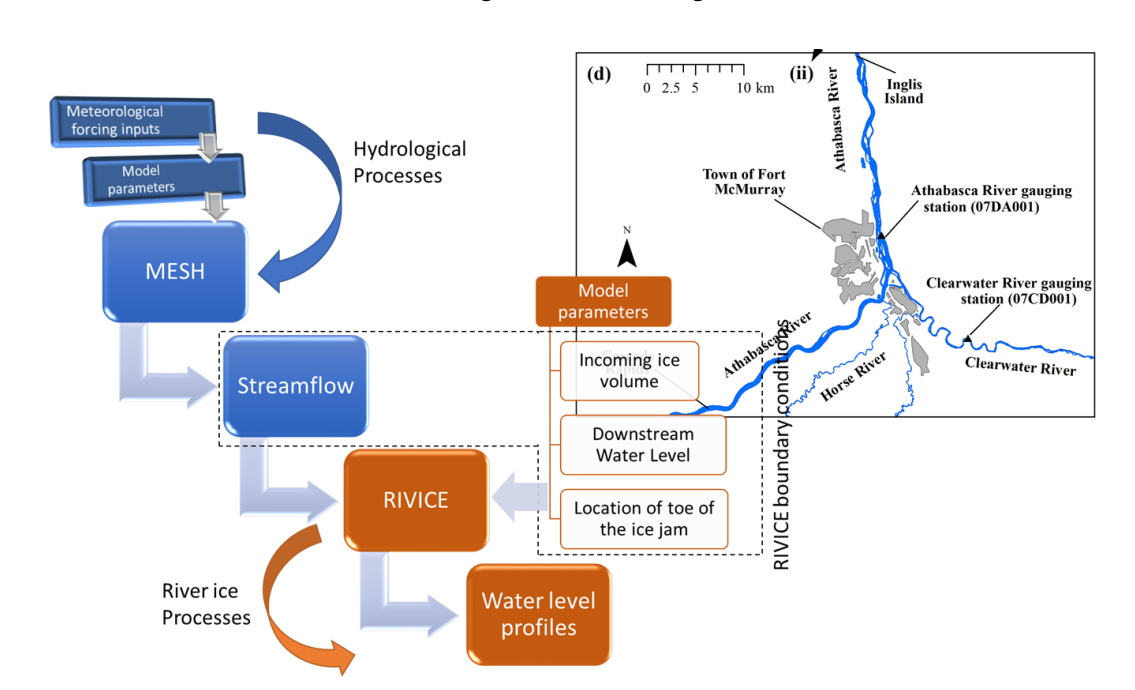 Meteorological
forcing inputs
Model
parameters
Hydrological
Processes
MESH
Streamflow
RIVICE
River ice
Processes
Water level
profiles
Model
parameters
Incoming ice
volume
Downstream
Water Level
Location of toe of
the ice jam
RIVICE boundary conditions
(d)
0 2.5 5 10 km
(ii)
Inglis
Island
Athabasca River
Town of Fort
McMurray
Athabasca River gauging
station (07DA001)
N
Clearwater River gauging
station (07CD001)
Athabasca River
Horse River
Clearwater River